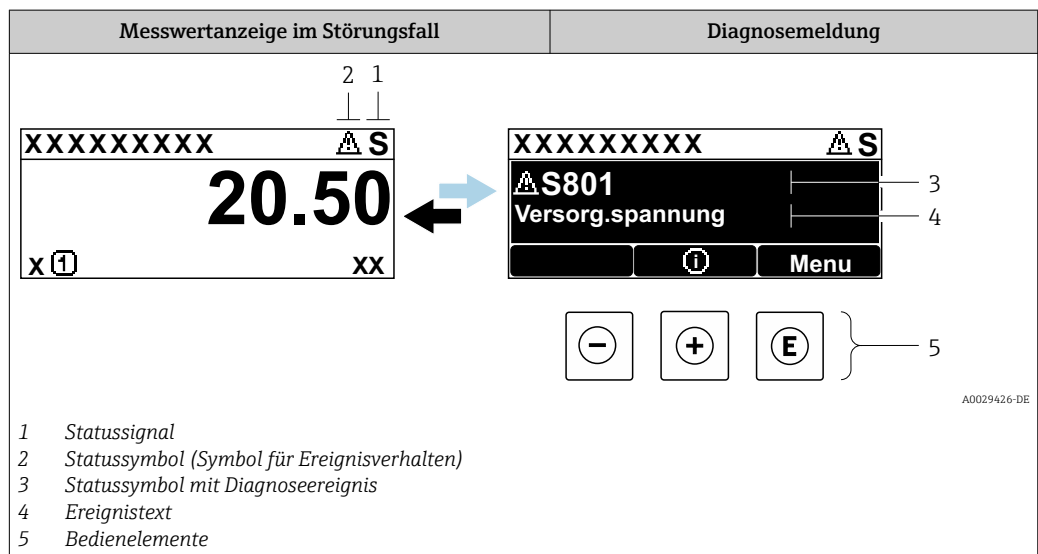 Messwertanzeige im Störungsfall
Diagnosemeldung
2 1
XXXXXXXXX ⚠ S
20.50
X 1 XX
XXXXXXXXX ⚠ S
⚠S801
Versorg.spannung
i Menu
3
4
− + E
5
A0029426-DE
1 Statussignal
2 Statussymbol (Symbol für Ereignisverhalten)
3 Statussymbol mit Diagnoseereignis
4 Ereignistext
5 Bedienelemente